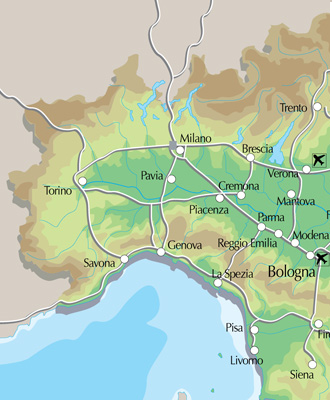 Trento
Milano
Brescia
Verona
Torino
Pavia
Cremona
Mantova
Piacenza
Parma
Reggio Emilia
Modena
Genova
Savona
Bologna
La Spezia
Pisa
Livorno
Siena